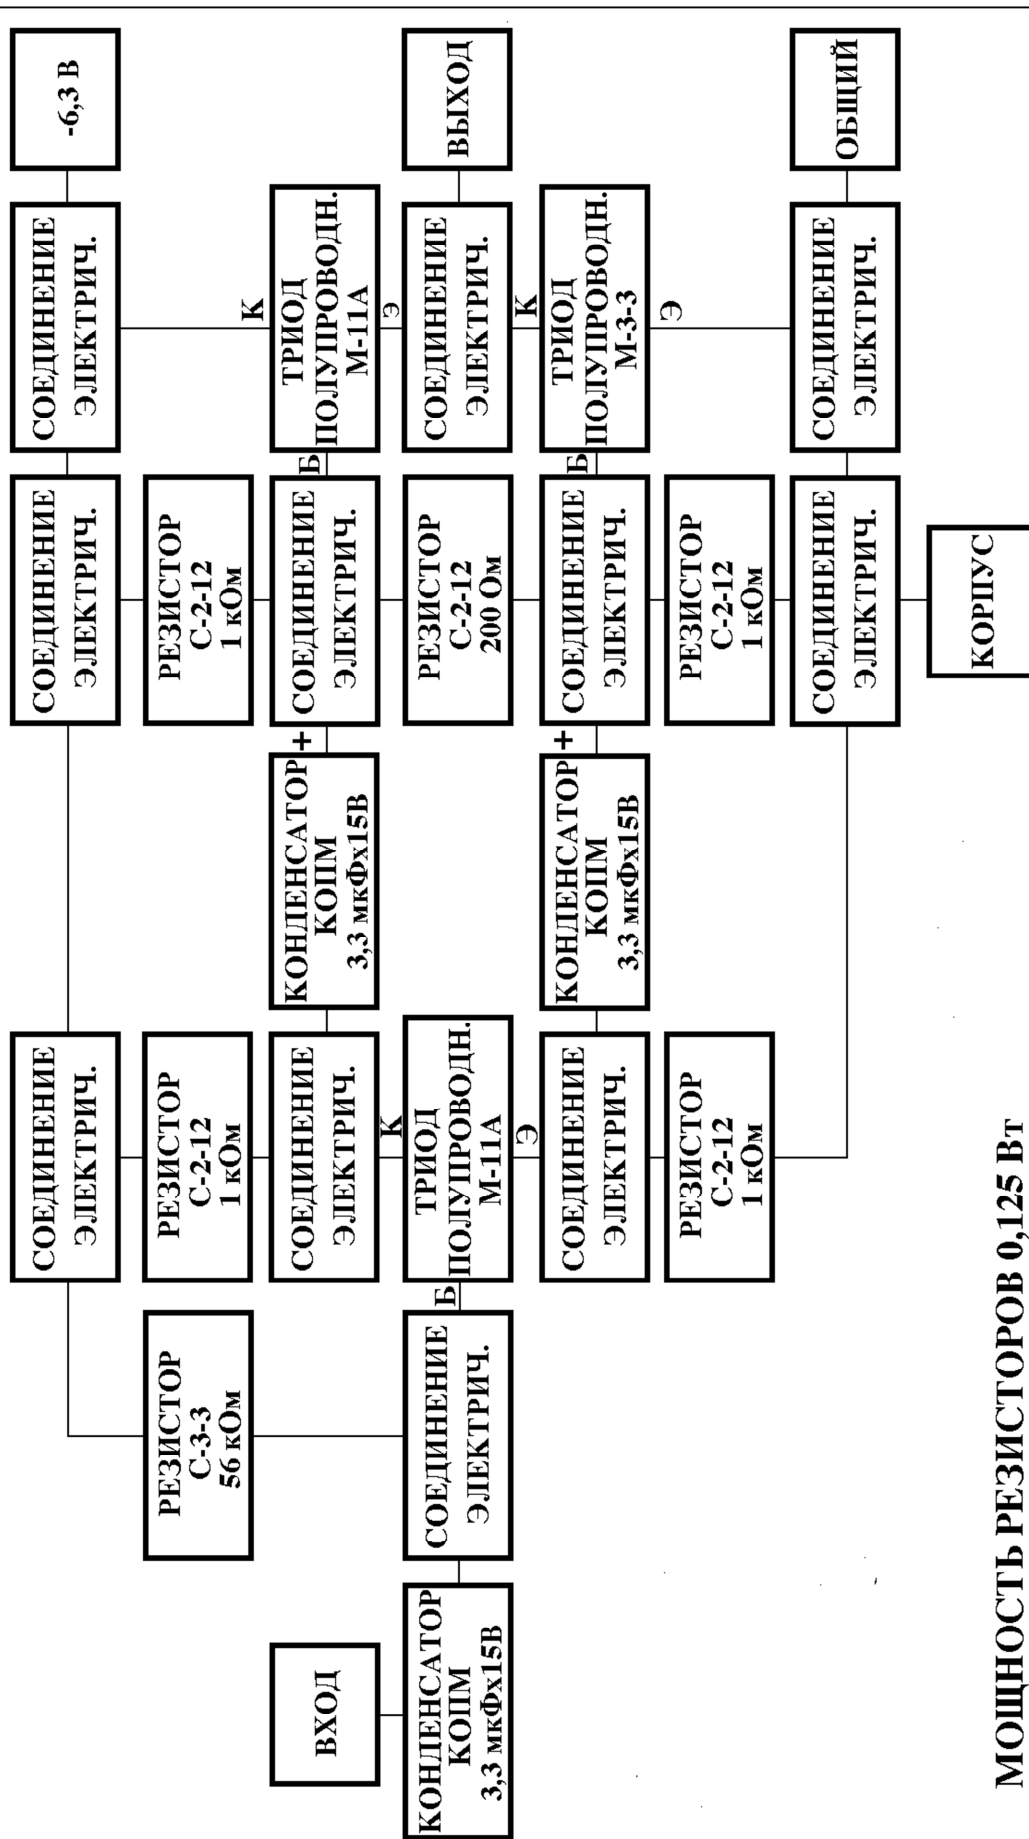 ВХОД
КОНДЕНСАТОР
КОПМ
3,3 мкФх15В
РЕЗИСТОР
С-3-3
56 кОм
СОЕДИНЕНИЕ
ЭЛЕКТРИЧ.
Б
СОЕДИНЕНИЕ
ЭЛЕКТРИЧ.
РЕЗИСТОР
С-2-12
1 кОм
СОЕДИНЕНИЕ
ЭЛЕКТРИЧ.
К
ТРИОД
ПОЛУПРОВОДН.
М-11А
Э
СОЕДИНЕНИЕ
ЭЛЕКТРИЧ.
РЕЗИСТОР
С-2-12
1 кОм
КОНДЕНСАТОР
КОПМ
3,3 мкФх15В
+
КОНДЕНСАТОР
КОПМ
3,3 мкФх15В
+
СОЕДИНЕНИЕ
ЭЛЕКТРИЧ.
РЕЗИСТОР
С-2-12
1 кОм
СОЕДИНЕНИЕ
ЭЛЕКТРИЧ.
Б
РЕЗИСТОР
С-2-12
200 Ом
СОЕДИНЕНИЕ
ЭЛЕКТРИЧ.
Б
РЕЗИСТОР
С-2-12
1 кОм
СОЕДИНЕНИЕ
ЭЛЕКТРИЧ.
КОРПУС
СОЕДИНЕНИЕ
ЭЛЕКТРИЧ.
К
ТРИОД
ПОЛУПРОВОДН.
М-11А
Э
СОЕДИНЕНИЕ
ЭЛЕКТРИЧ.
К
ТРИОД
ПОЛУПРОВОДН.
М-3-3
Э
СОЕДИНЕНИЕ
ЭЛЕКТРИЧ.
-6,3 В
ВЫХОД
ОБЩИЙ
МОЩНОСТЬ РЕЗИСТОРОВ 0,125 Вт